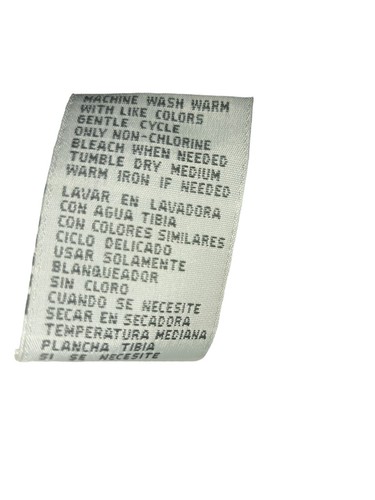 MACHINE WASH WARM
WITH LIKE COLORS
GENTLE CYCLE
ONLY NON-CHLORINE
BLEACH WHEN NEEDED
TUMBLE DRY MEDIUM
WARM IRON IF NEEDED
LAVAR EN LAVADORA
CON AGUA TIBIA
CON COLORES SIMILARES
CICLO DELICADO
USAR SOLAMENTE
BLANQUEADOR
SIN CLORO
CUANDO SE NECESITE
SECAR EN SECADORA
TEMPERATURA MEDIANA
PLANCHA TIBIA
SI SE NECESITE